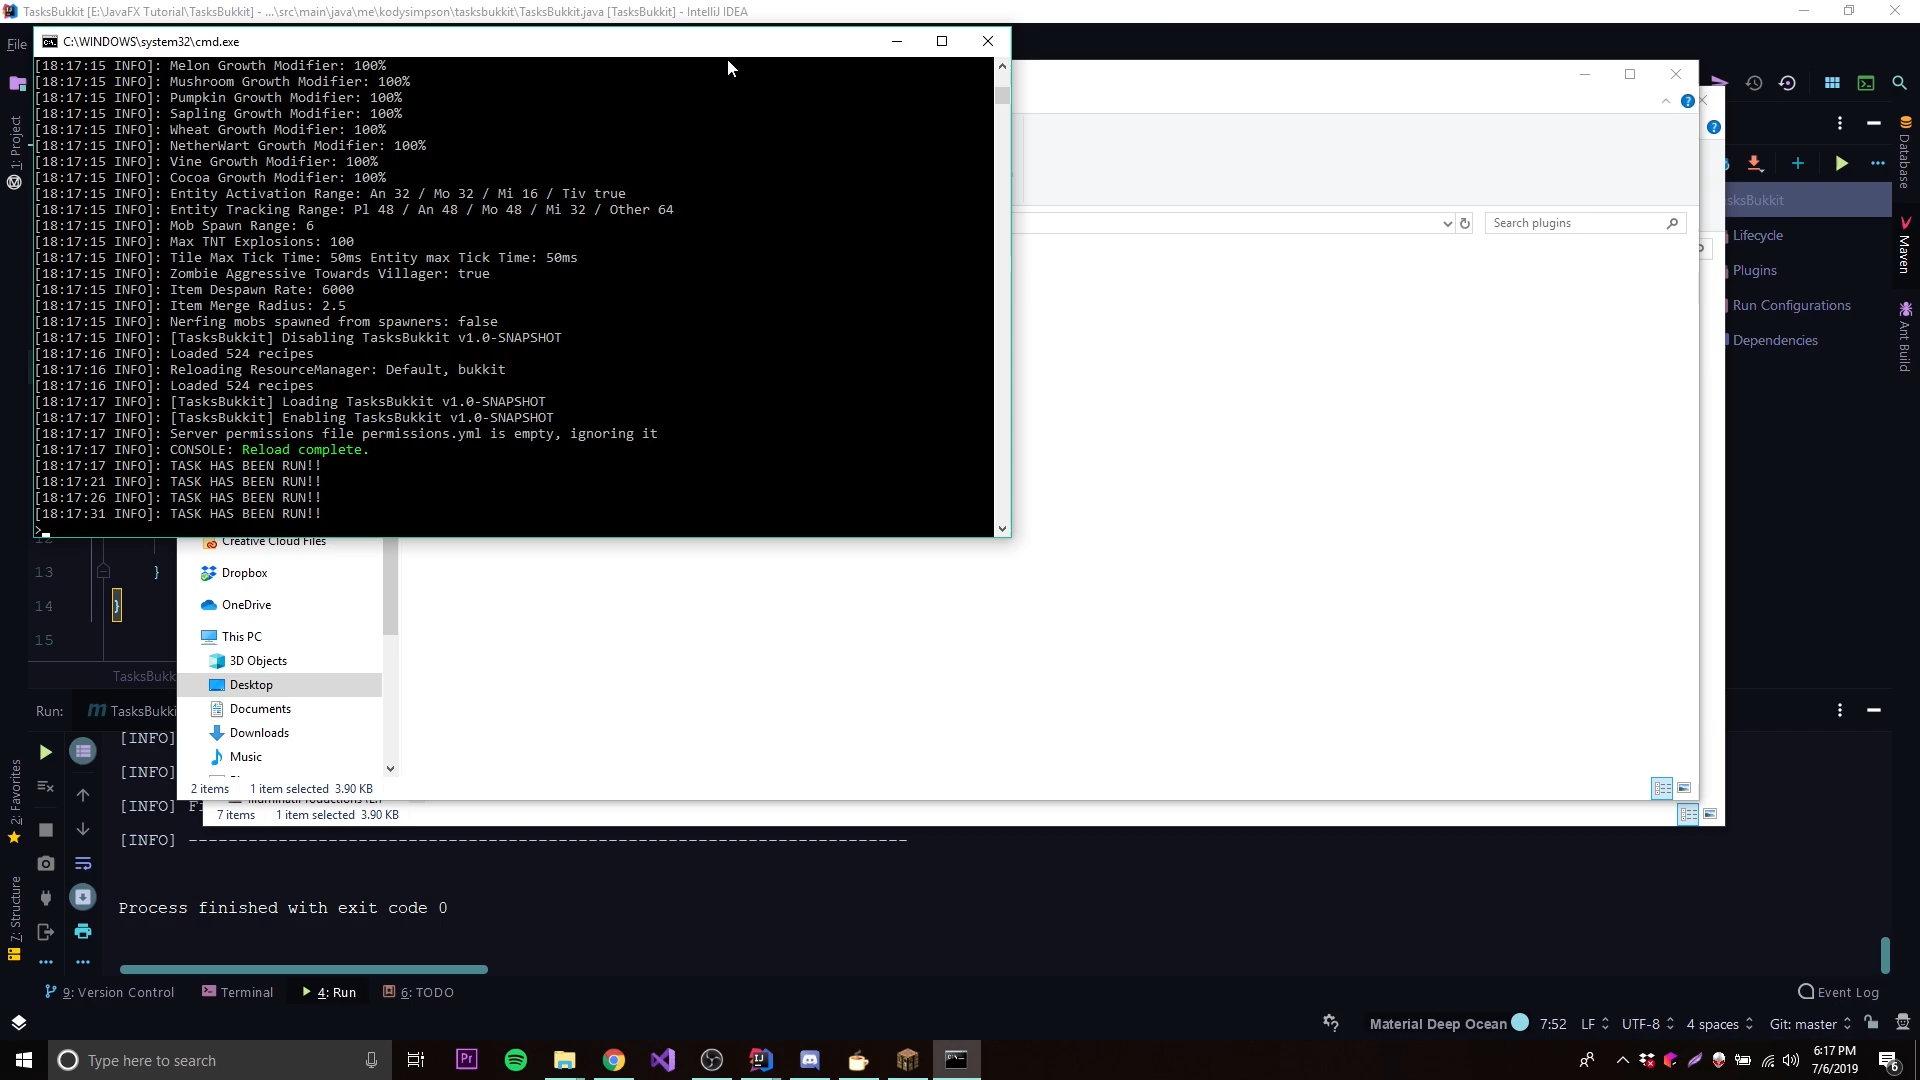 TasksBukkit [E:\JavaFX Tutorial\TasksBukkit] - ...\src\main\java\me\kodysimpson\tasksbukkit\TasksBukkit.java [TasksBukkit] - IntelliJ IDEA
File
C:\WINDOWS\system32\cmd.exe
[18:17:15 INFO]: Melon Growth Modifier: 100%
[18:17:15 INFO]: Mushroom Growth Modifier: 100%
[18:17:15 INFO]: Pumpkin Growth Modifier: 100%
[18:17:15 INFO]: Sapling Growth Modifier: 100%
[18:17:15 INFO]: Wheat Growth Modifier: 100%
[18:17:15 INFO]: NetherWart Growth Modifier: 100%
[18:17:15 INFO]: Vine Growth Modifier: 100%
[18:17:15 INFO]: Cocoa Growth Modifier: 100%
[18:17:15 INFO]: Entity Activation Range: An 32 / Mo 32 / Mi 16 / Tiv true
[18:17:15 INFO]: Entity Tracking Range: Pl 48 / An 48 / Mo 48 / Mi 32 / Other 64
[18:17:15 INFO]: Mob Spawn Range: 6
[18:17:15 INFO]: Max TNT Explosions: 100
[18:17:15 INFO]: Tile Max Tick Time: 50ms Entity max Tick Time: 50ms
[18:17:15 INFO]: Zombie Aggressive Towards Villager: true
[18:17:15 INFO]: Item Despawn Rate: 6000
[18:17:15 INFO]: Item Merge Radius: 2.5
[18:17:15 INFO]: Nerfing mobs spawned from spawners: false
[18:17:15 INFO]: [TasksBukkit] Disabling TasksBukkit v1.0-SNAPSHOT
[18:17:16 INFO]: Loaded 524 recipes
[18:17:16 INFO]: Reloading ResourceManager: Default, bukkit
[18:17:16 INFO]: Loaded 524 recipes
[18:17:17 INFO]: [TasksBukkit] Loading TasksBukkit v1.0-SNAPSHOT
[18:17:17 INFO]: [TasksBukkit] Enabling TasksBukkit v1.0-SNAPSHOT
[18:17:17 INFO]: Server permissions file permissions.yml is empty, ignoring it
[18:17:17 INFO]: CONSOLE: Reload complete.
[18:17:17 INFO]: TASK HAS BEEN RUN!!
[18:17:21 INFO]: TASK HAS BEEN RUN!!
[18:17:26 INFO]: TASK HAS BEEN RUN!!
[18:17:31 INFO]: TASK HAS BEEN RUN!!
>
Search plugins
sksBukkit
Lifecycle
Plugins
Run Configurations
Dependencies
Database
Maven
Ant Build
1: Project
2: Favorites
7: Structure
13 }
14 }
15
TasksBukk
Creative Cloud Files
Dropbox
OneDrive
This PC
3D Objects
Desktop
Documents
Downloads
Music
2 items 1 item selected 3.90 KB
7 items 1 item selected 3.90 KB
Run: TasksBukki
[INFO]
[INFO]
[INFO] F
[INFO] ------------------------------------------------------------------------
Process finished with exit code 0
9: Version Control Terminal 4: Run 6: TODO Event Log
Material Deep Ocean 7:52 LF UTF-8 4 spaces Git: master
Type here to search
6:17 PM
7/6/2019
6